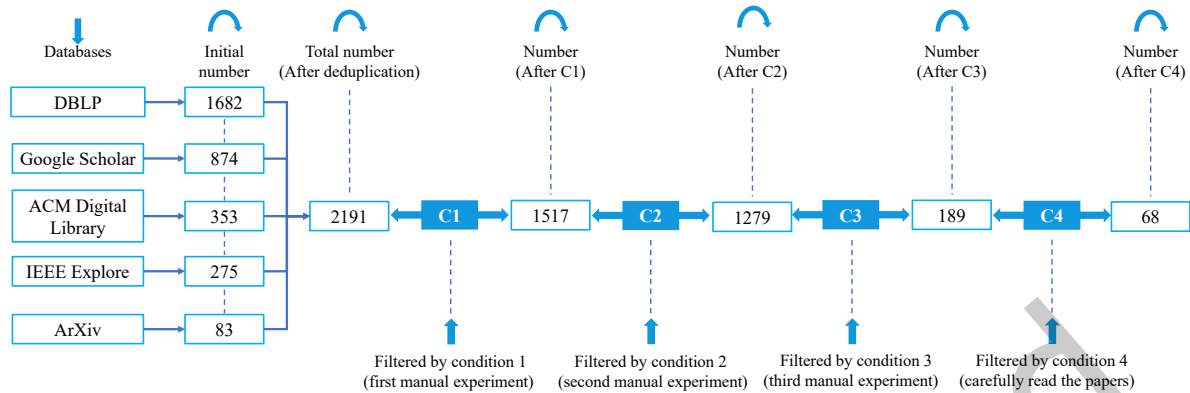 Databases
Initial
number
Total number
(After deduplication)
Number
(After C1)
Number
(After C2)
Number
(After C3)
Number
(After C4)
DBLP
1682
Google Scholar
874
ACM Digital
Library
353
2191
C1
1517
C2
1279
C3
189
C4
68
IEEE Explore
275
ArXiv
83
Filtered by condition 1
(first manual experiment)
Filtered by condition 2
(second manual experiment)
Filtered by condition 3
(third manual experiment)
Filtered by condition 4
(carefully read the papers)